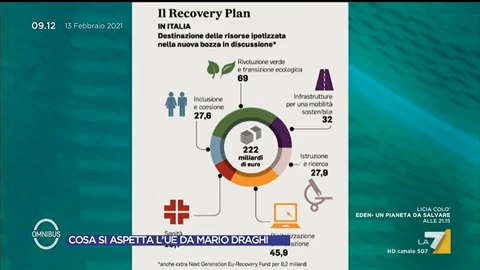 09.12
13 Febbraio 2021
Il Recovery Plan
IN ITALIA
Destinazione delle risorse ipotizzata
nella nuova bozza in discussione*
Rivoluzione verde
e transizione ecologica
69
Inclusione
e coesione
27,6
Infrastrutture
per una mobilità
sostenibile
32
222
miliardi
di euro
Istruzione
e ricerca
27,9
Sanità
45,9
*anche extra Next Generation Eu-Recovery Fund per 8,2 miliardi
OMNIBUS
COSA SI ASPETTA L'UE DA MARIO DRAGHI
LICIA COLO'
EDEN- UN PIANETA DA SALVARE
ALLE 21.15
LA7
HD canale 507